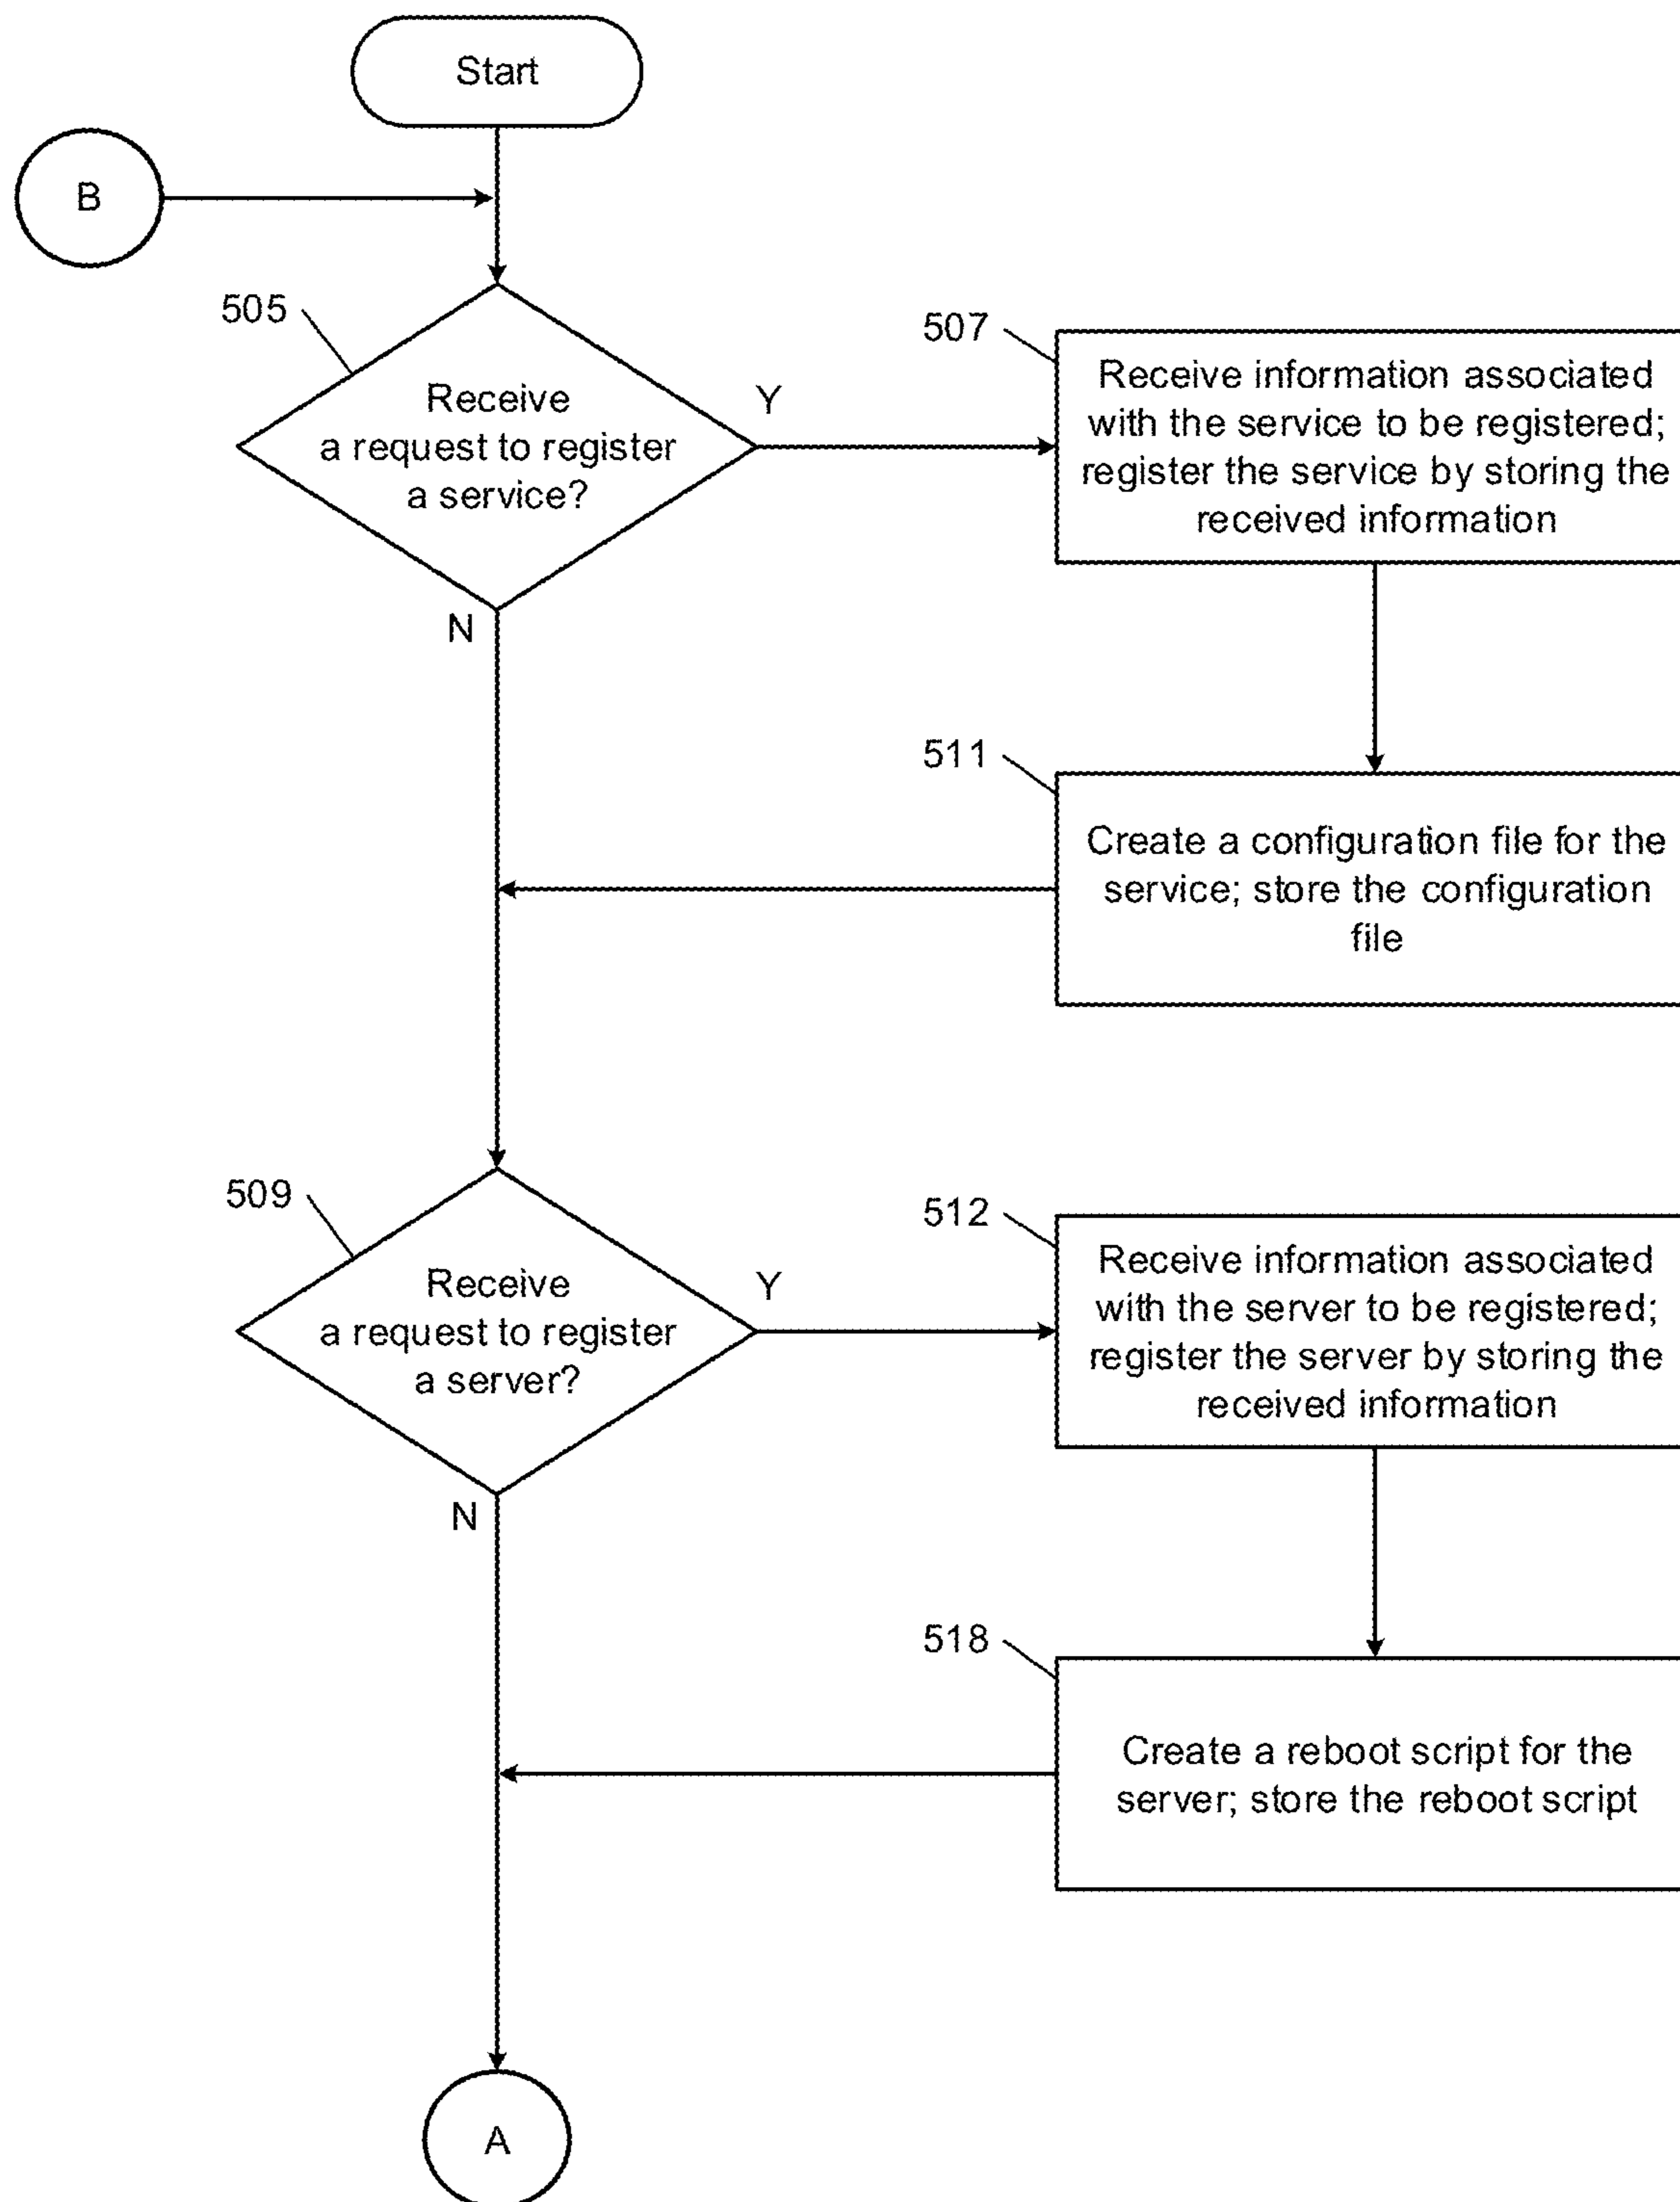 Start
B
505
Receive
a request to register
a service?
Y
N
507
Receive information associated
with the service to be registered;
register the service by storing the
received information
511
Create a configuration file for the
service; store the configuration
file
509
Receive
a request to register
a server?
Y
N
512
Receive information associated
with the server to be registered;
register the server by storing the
received information
518
Create a reboot script for the
server; store the reboot script
A